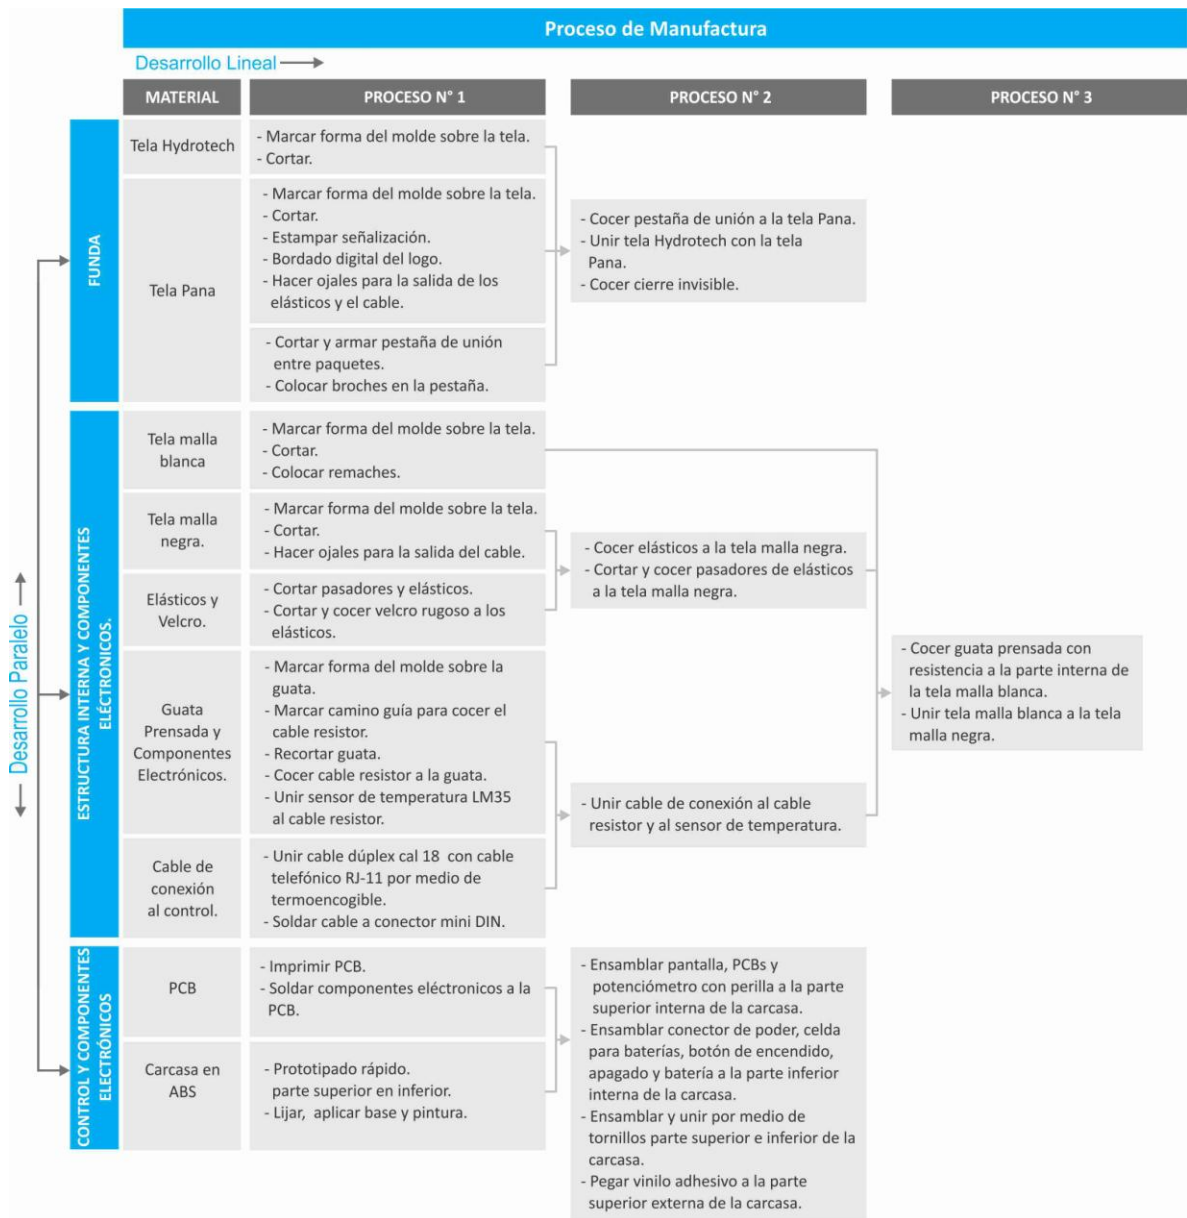 Proceso de Manufactura
Desarrollo Lineal
MATERIAL
PROCESO N° 1
PROCESO N° 2
PROCESO N° 3
Desarrollo Paralelo
FUNDA
Tela Hydrotech
- Marcar forma del molde sobre la tela.
- Cortar.
Tela Pana
- Marcar forma del molde sobre la tela.
- Cortar.
- Estampar señalización.
- Bordado digital del logo.
- Hacer ojales para la salida de los
elásticos y el cable.
- Cortar y armar pestaña de unión
entre paquetes.
- Colocar broches en la pestaña.
- Cocer pestaña de unión a la tela Pana.
- Unir tela Hydrotech con la tela
Pana.
- Cocer cierre invisible.
ESTRUCTURA INTERNA Y COMPONENTES
ELÉCTRONICOS.
Tela malla
blanca
- Marcar forma del molde sobre la tela.
- Cortar.
- Colocar remaches.
Tela malla
negra.
- Marcar forma del molde sobre la tela.
- Cortar.
- Hacer ojales para la salida del cable.
Elásticos y
Velcro.
- Cortar pasadores y elásticos.
- Cortar y cocer velcro rugoso a los
elásticos.
- Cocer elásticos a la tela malla negra.
- Cortar y cocer pasadores de elásticos
a la tela malla negra.
Guata
Prensada y
Componentes
Electrónicos.
- Marcar forma del molde sobre la
guata.
- Marcar camino guía para cocer el
cable resistor.
- Recortar guata.
- Cocer cable resistor a la guata.
- Unir sensor de temperatura LM35
al cable resistor.
Cable de
conexión
al control.
- Unir cable dúplex cal 18 con cable
telefónico RJ-11 por medio de
termoencogible.
- Soldar cable a conector mini DIN.
- Unir cable de conexión al cable
resistor y al sensor de temperatura.
- Cocer guata prensada con
resistencia a la parte interna de
la tela malla blanca.
- Unir tela malla blanca a la tela
malla negra.
CONTROL Y COMPONENTES
ELECTRÓNICOS
PCB
- Imprimir PCB.
- Soldar componentes eléctronicos a la
PCB.
Carcasa en
ABS
- Prototipado rápido.
parte superior en inferior.
- Lijar, aplicar base y pintura.
- Ensamblar pantalla, PCBs y
potenciómetro con perilla a la parte
superior interna de la carcasa.
- Ensamblar conector de poder, celda
para baterías, botón de encendido,
apagado y batería a la parte inferior
interna de la carcasa.
- Ensamblar y unir por medio de
tornillos parte superior e inferior de la
carcasa.
- Pegar vinilo adhesivo a la parte
superior externa de la carcasa.